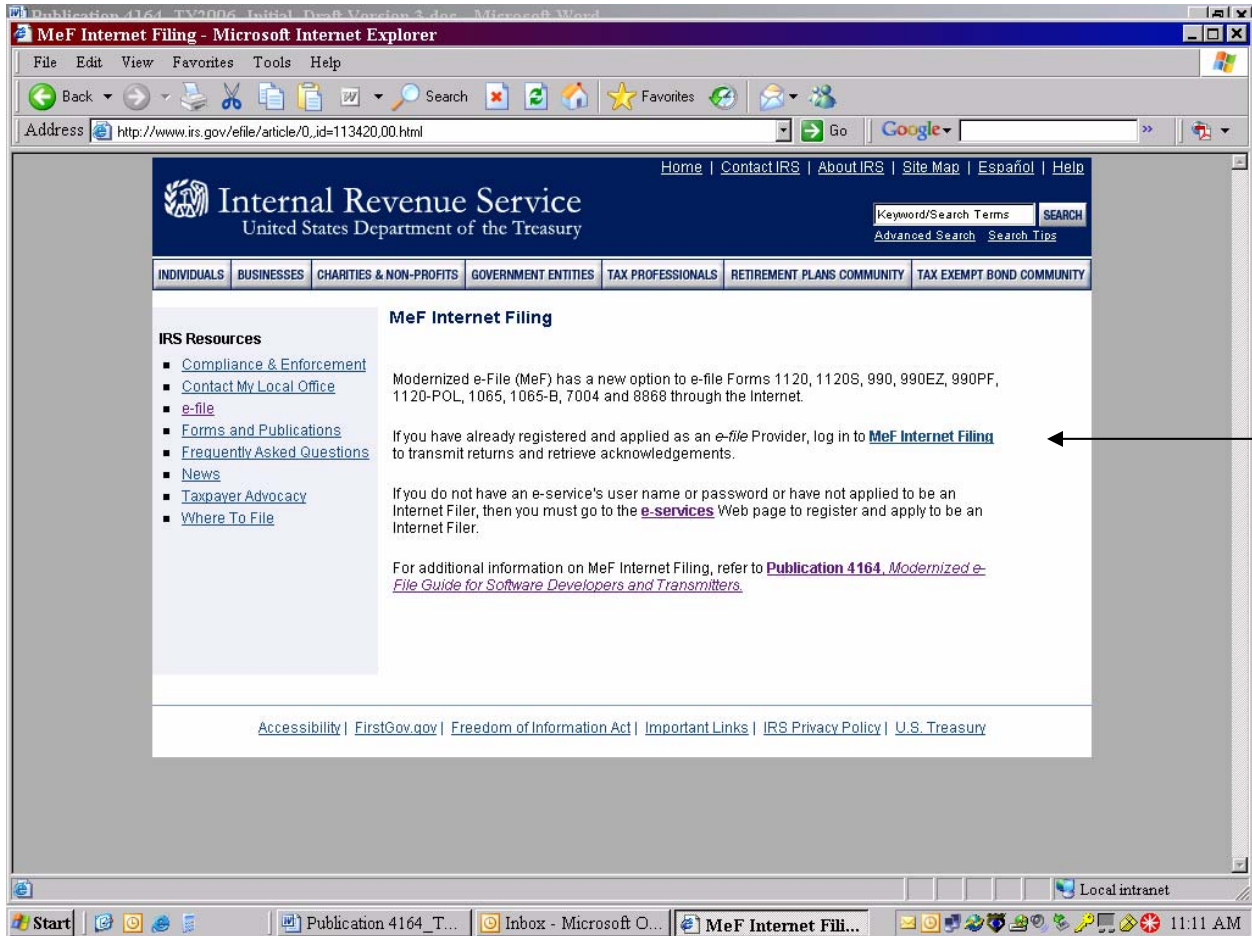 Publication 4164_TY2006_Initial_Draft Version 3.doc - Microsoft Word
MeF Internet Filing - Microsoft Internet Explorer
File Edit View Favorites Tools Help
Back Search Favorites
Address http://www.irs.gov/efile/article/0,,id=113420,00.html Go Google
Home | Contact IRS | About IRS | Site Map | Español | Help
Internal Revenue Service
United States Department of the Treasury
Keyword/Search Terms SEARCH
Advanced Search Search Tips
INDIVIDUALS BUSINESSES CHARITIES & NON-PROFITS GOVERNMENT ENTITIES TAX PROFESSIONALS RETIREMENT PLANS COMMUNITY TAX EXEMPT BOND COMMUNITY
IRS Resources
Compliance & Enforcement
Contact My Local Office
e-file
Forms and Publications
Frequently Asked Questions
News
Taxpayer Advocacy
Where To File
MeF Internet Filing
Modernized e-File (MeF) has a new option to e-file Forms 1120, 1120S, 990, 990EZ, 990PF,
1120-POL, 1065, 1065-B, 7004 and 8868 through the Internet.
If you have already registered and applied as an e-file Provider, log in to MeF Internet Filing
to transmit returns and retrieve acknowledgements.
If you do not have an e-service's user name or password or have not applied to be an
Internet Filer, then you must go to the e-services Web page to register and apply to be an
Internet Filer.
For additional information on MeF Internet Filing, refer to Publication 4164, Modernized e-
File Guide for Software Developers and Transmitters.
Accessibility | FirstGov.gov | Freedom of Information Act | Important Links | IRS Privacy Policy | U.S. Treasury
Local intranet
Start Publication 4164_T... Inbox - Microsoft O... MeF Internet Fili... 11:11 AM